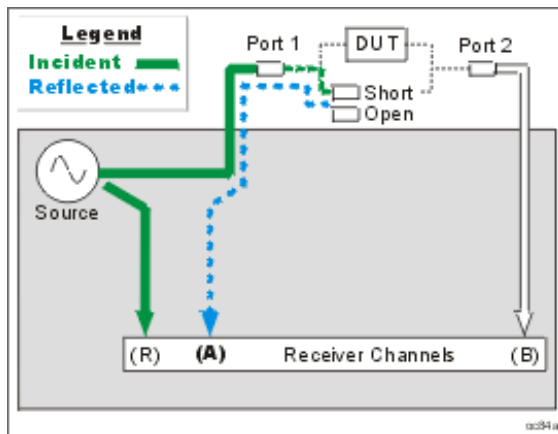 Legend
Incident
Reflected
Port 1
DUT
Port 2
Short
Open
Source
(R) (A) Receiver Channels (B)